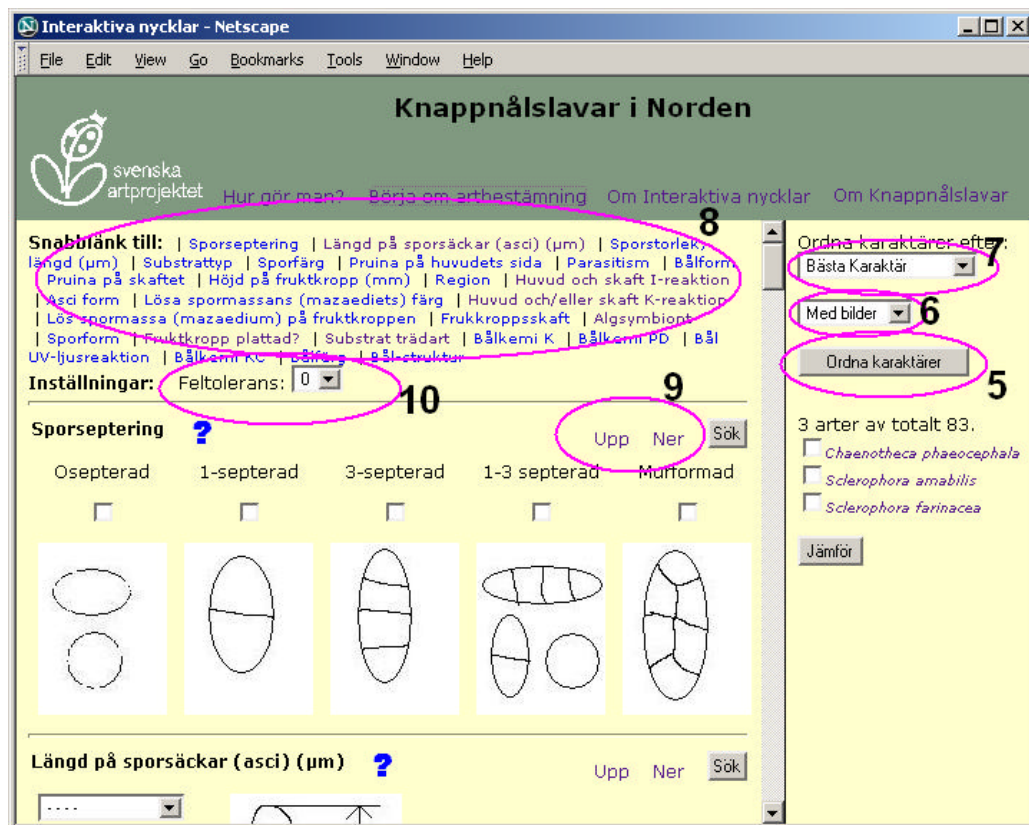 Interaktiva nycklar - Netscape
File Edit View Go Bookmarks Tools Window Help
Knappnålslavar i Norden
svenska
artprojektet
Hur gör man? Börja om artbestämning Om Interaktiva nycklar Om Knappnålslavar
8
Snabblänk till: | Sporseptering | Längd på sporsäckar (asci) (µm) | Sporstorlek,
längd (µm) | Substrattyp | Sporfärg | Pruina på huvudets sida | Parasitism | Bålform
Pruina på skaftet | Höjd på fruktkropp (mm) | Region | Huvud och skaft I-reaktion
| Asci form | Lösa spormassans (mazaediets) färg | Huvud och/eller skaft K-reaktion
| Lös spormassa (mazaedium) på fruktkroppen | Frukkroppsskaft | Algsymbiont
| Sporform | Fruktkropp plattad? | Substrat trädart | Bålkemi K | Bålkemi PD | Bål
UV-ljusreaktion | Bålkemi KC | Bålfärg | Bål-struktur
Inställningar: Feltolerans: 0
10
9
Sporseptering ? Upp Ner Sök
Osepterad 1-septerad 3-septerad 1-3 septerad Mufformad
Längd på sporsäckar (asci) (µm) ? Upp Ner Sök
----
Ordna karaktärer efter:
Bästa Karaktär
7
Med bilder
6
Ordna karaktärer
5
3 arter av totalt 83.
Chaenotheca phaeocephala
Sclerophora amabilis
Sclerophora farinacea
Jämför